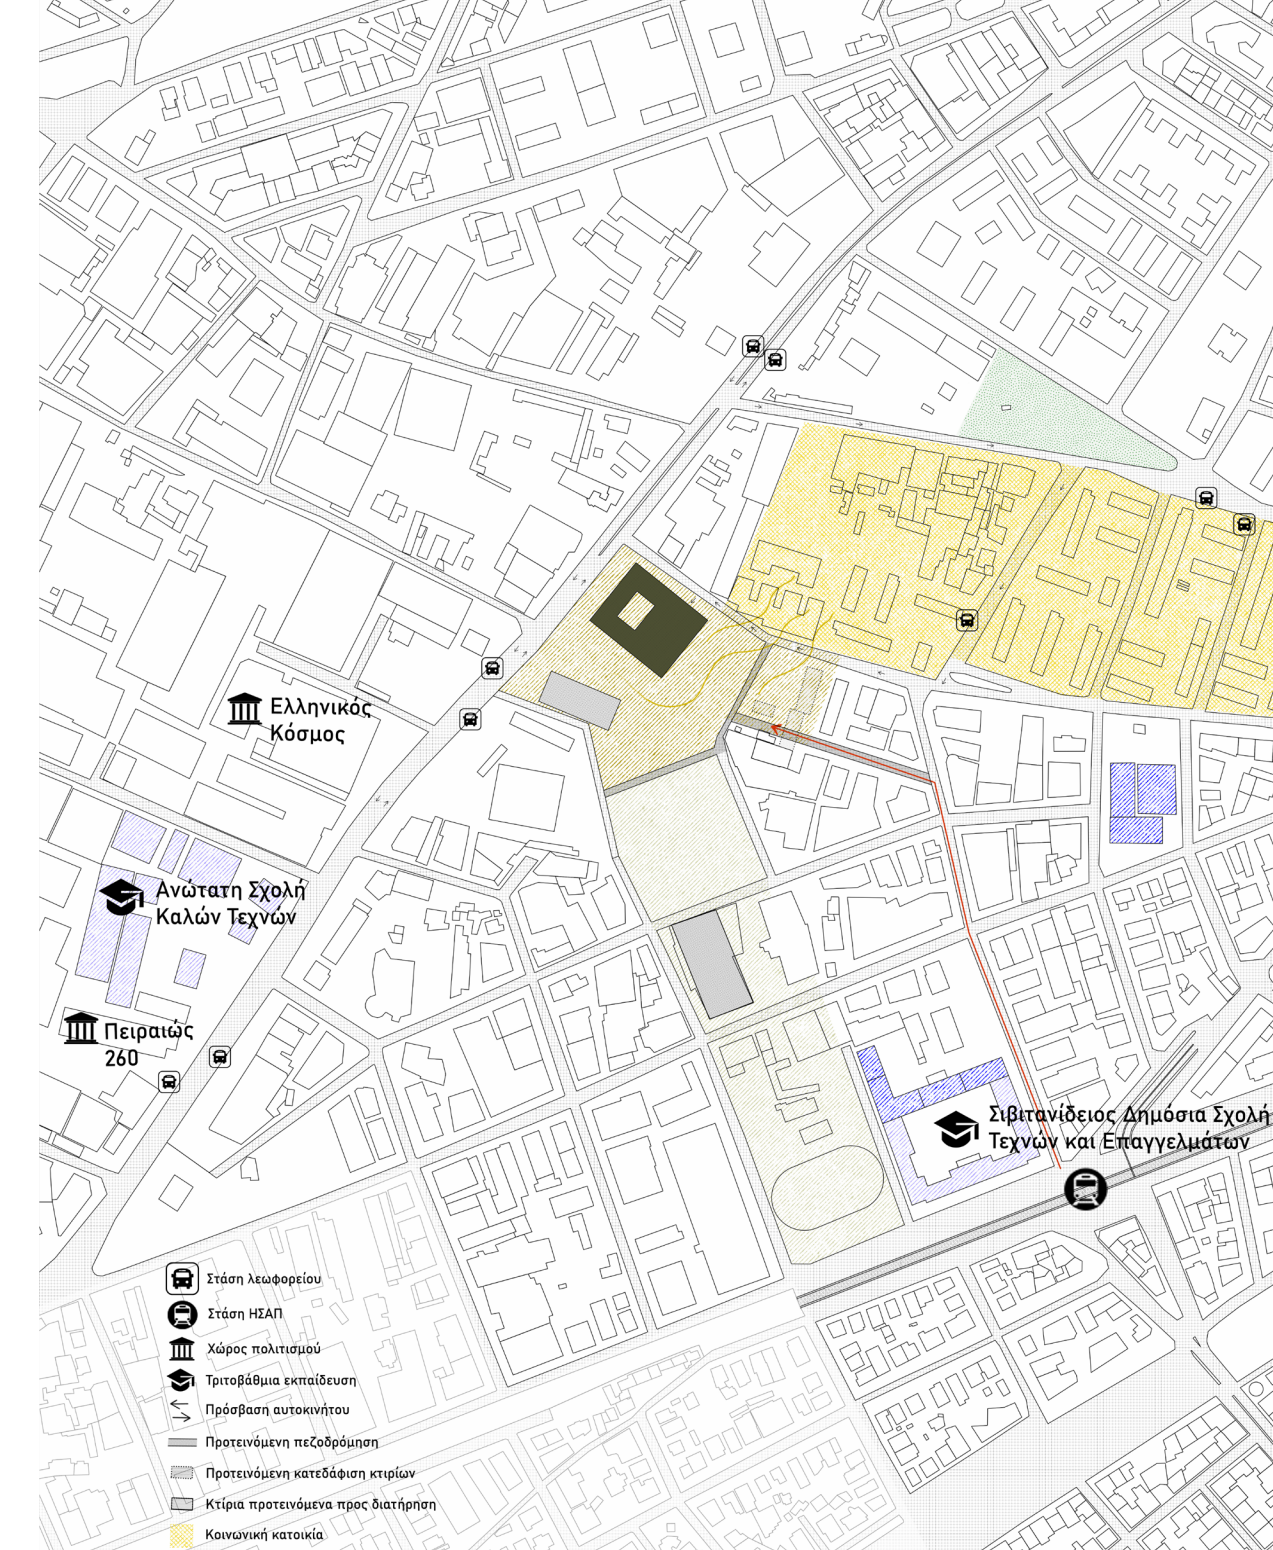 Ελληνικός
Κόσμος
Ανώτατη Σχολή
Καλών Τεχνών
Πειραιώς
260
Σιβιτανίδειος Δημόσια Σχολή
Τεχνών και Επαγγελμάτων
Στάση λεωφορείου
Στάση ΗΣΑΠ
Χώρος πολιτισμού
Τριτοβάθμια εκπαίδευση
Πρόσβαση αυτοκινήτου
Προτεινόμενη πεζοδρόμηση
Προτεινόμενη κατεδάφιση κτιρίων
Κτίρια προτεινόμενα προς διατήρηση
Κοινωνική κατοικία